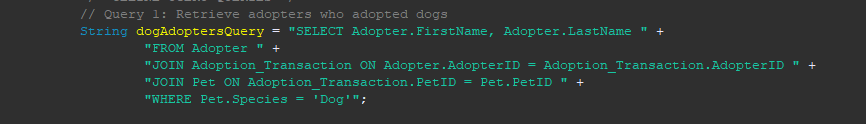 // Query 1: Retrieve adopters who adopted dogs
String dogAdoptersQuery = "SELECT Adopter.FirstName, Adopter.LastName " +
"FROM Adopter " +
"JOIN Adoption_Transaction ON Adopter.AdopterID = Adoption_Transaction.AdopterID " +
"JOIN Pet ON Adoption_Transaction.PetID = Pet.PetID " +
"WHERE Pet.Species = 'Dog'";